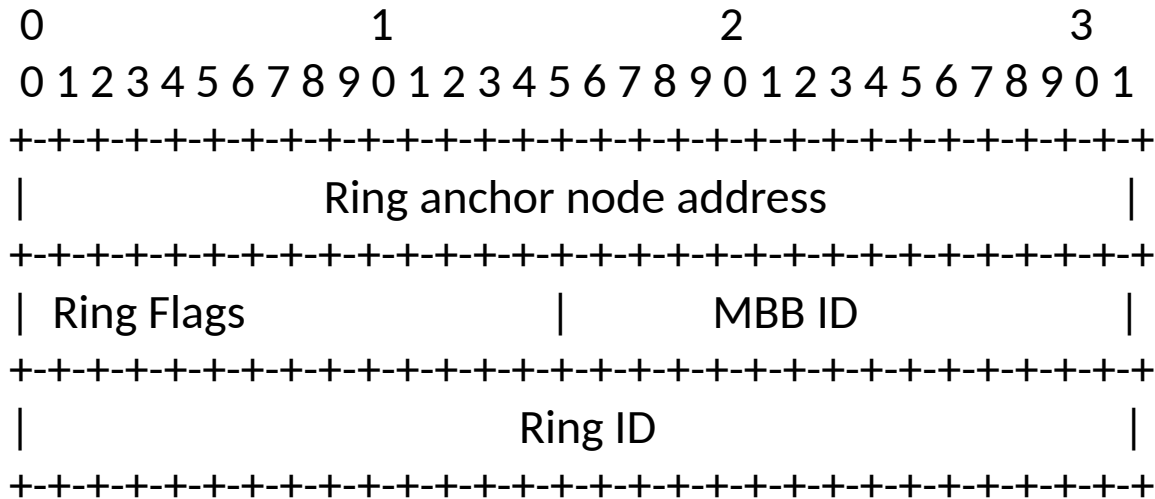 0                   1                   2                   3
0 1 2 3 4 5 6 7 8 9 0 1 2 3 4 5 6 7 8 9 0 1 2 3 4 5 6 7 8 9 0 1
+-+-+-+-+-+-+-+-+-+-+-+-+-+-+-+-+-+-+-+-+-+-+-+-+-+-+-+-+-+
| Ring anchor node address |
+-+-+-+-+-+-+-+-+-+-+-+-+-+-+-+-+-+-+-+-+-+-+-+-+-+-+-+-+-+
| Ring Flags | MBB ID |
+-+-+-+-+-+-+-+-+-+-+-+-+-+-+-+-+-+-+-+-+-+-+-+-+-+-+-+-+-+
| Ring ID |
+-+-+-+-+-+-+-+-+-+-+-+-+-+-+-+-+-+-+-+-+-+-+-+-+-+-+-+-+-+